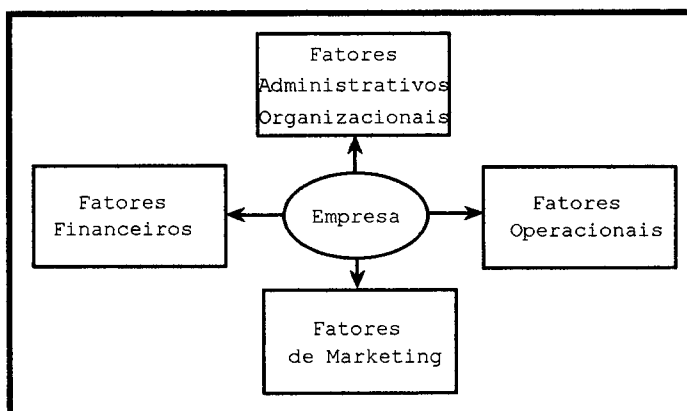 Fatores
Administrativos
Organizacionais
Fatores
Financeiros
Empresa
Fatores
Operacionais
Fatores
de Marketing